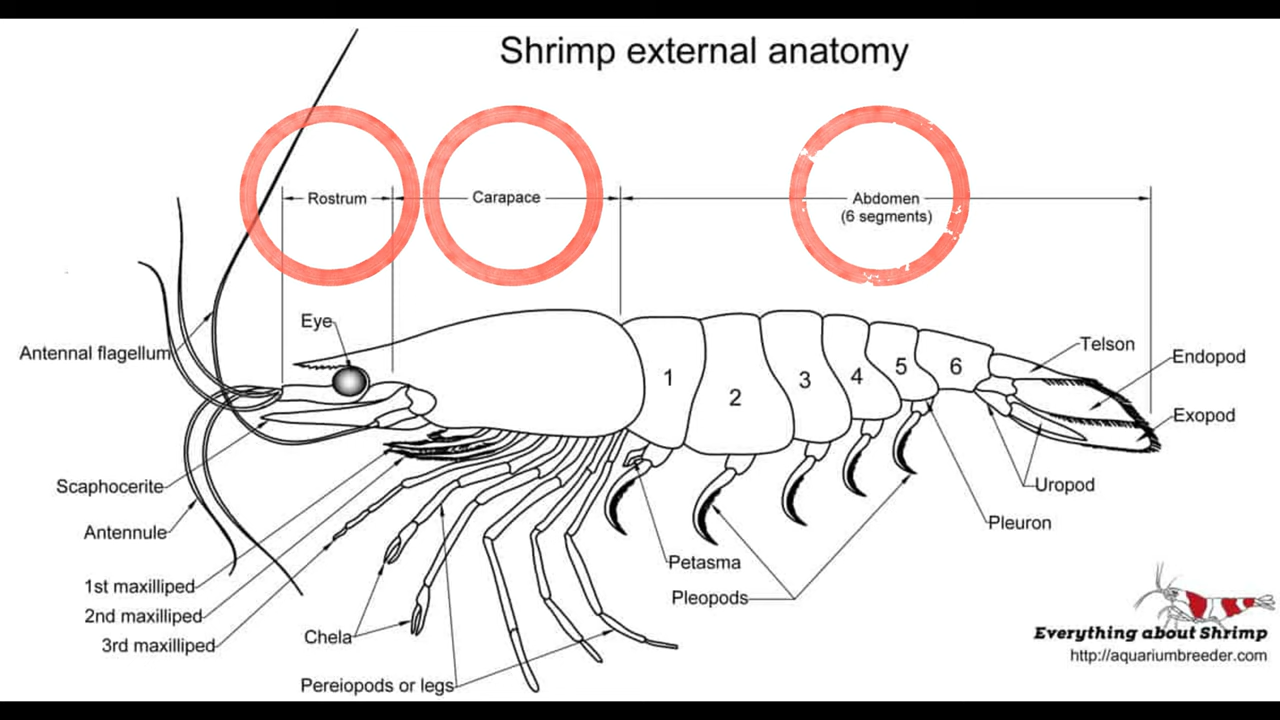 Shrimp external anatomy
Rostrum
Carapace
Abdomen
(6 segments)
Eye
Antennal flagellum
Telson
Endopod
Exopod
1
2
3
4
5
6
Scaphocerite
Uropod
Antennule
Pleuron
Petasma
1st maxilliped
Pleopods
2nd maxilliped
3rd maxilliped
Chela
Pereiopods or legs
Everything about Shrimp
http://aquariumbreeder.com